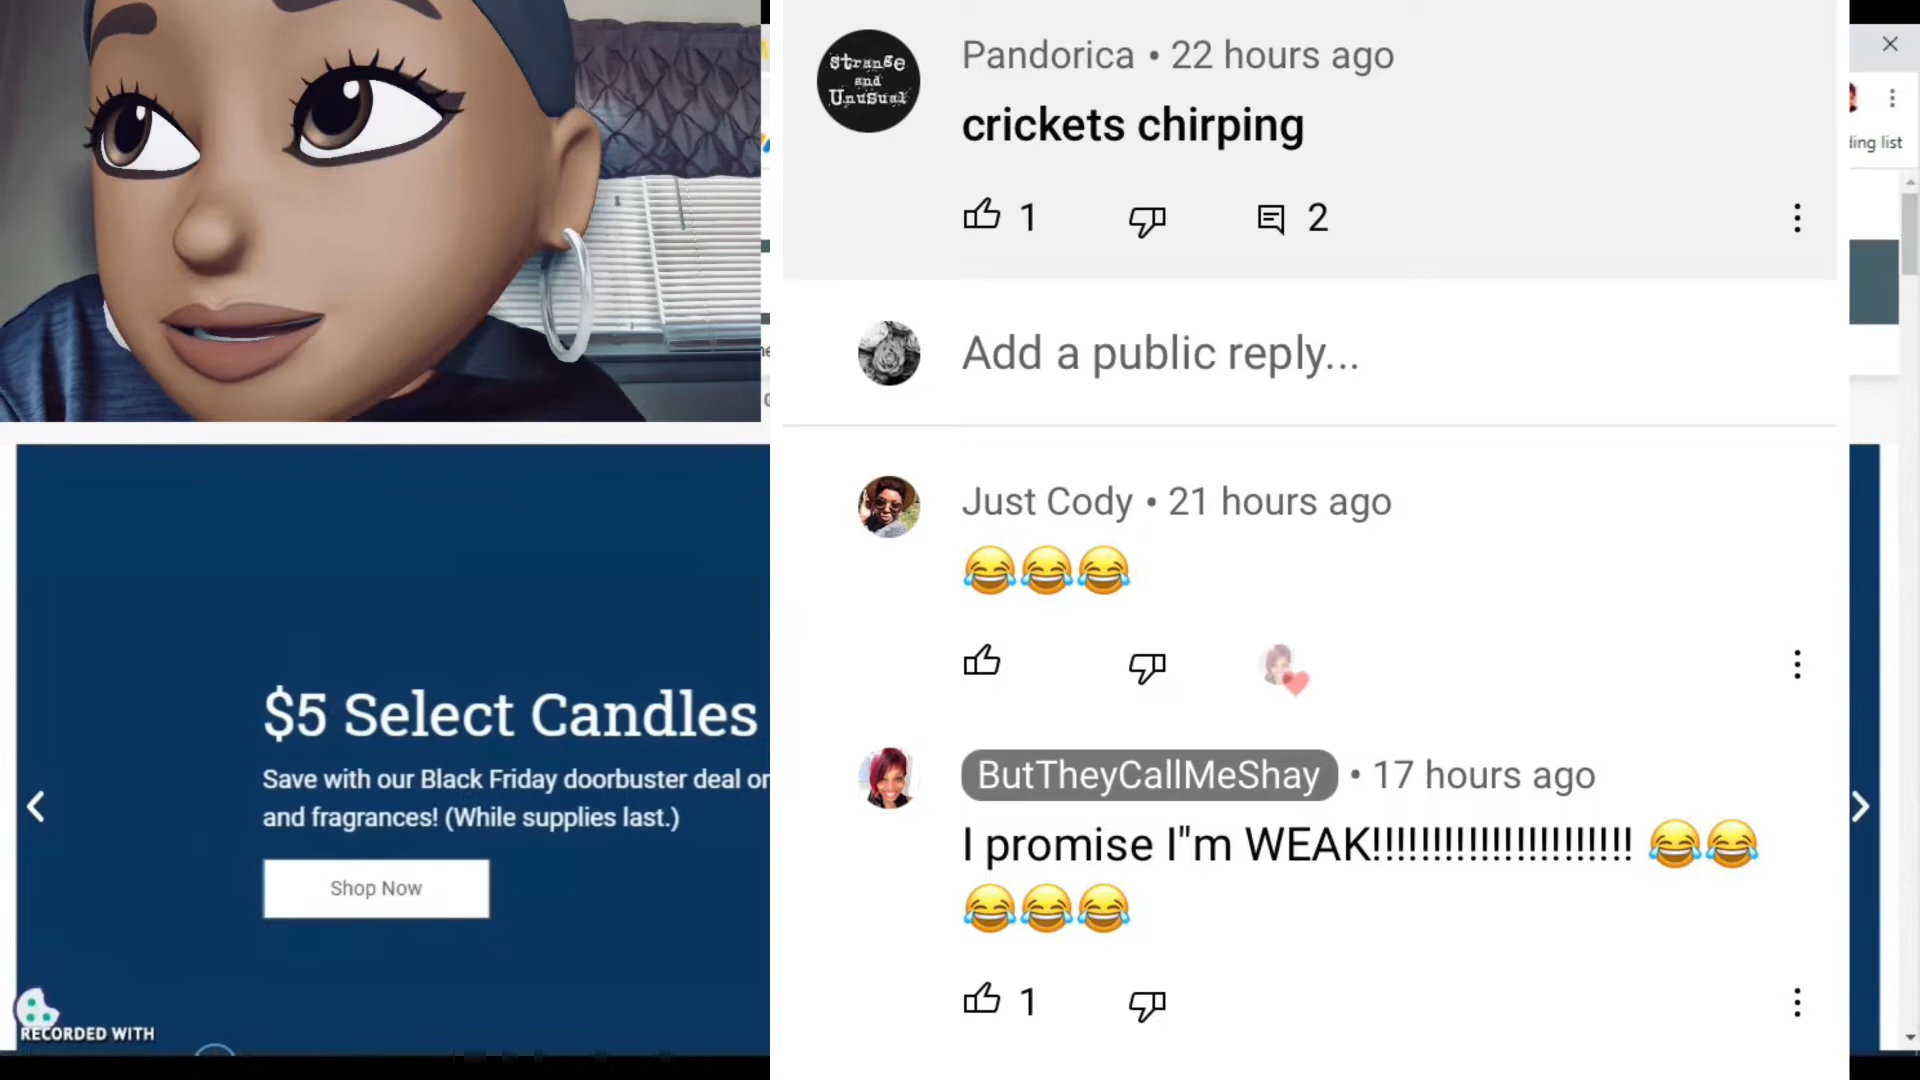 strange
and
Unusual
Pandorica • 22 hours ago
crickets chirping
1
2
Add a public reply...
Just Cody • 21 hours ago
😂😂😂
ButTheyCallMeShay • 17 hours ago
I promise I"m WEAK!!!!!!!!!!!!!!!!!!!!!! 😂😂
😂😂😂
1
ding list
$5 Select Candles
Save with our Black Friday doorbuster deal or
and fragrances! (While supplies last.)
Shop Now
RECORDED WITH